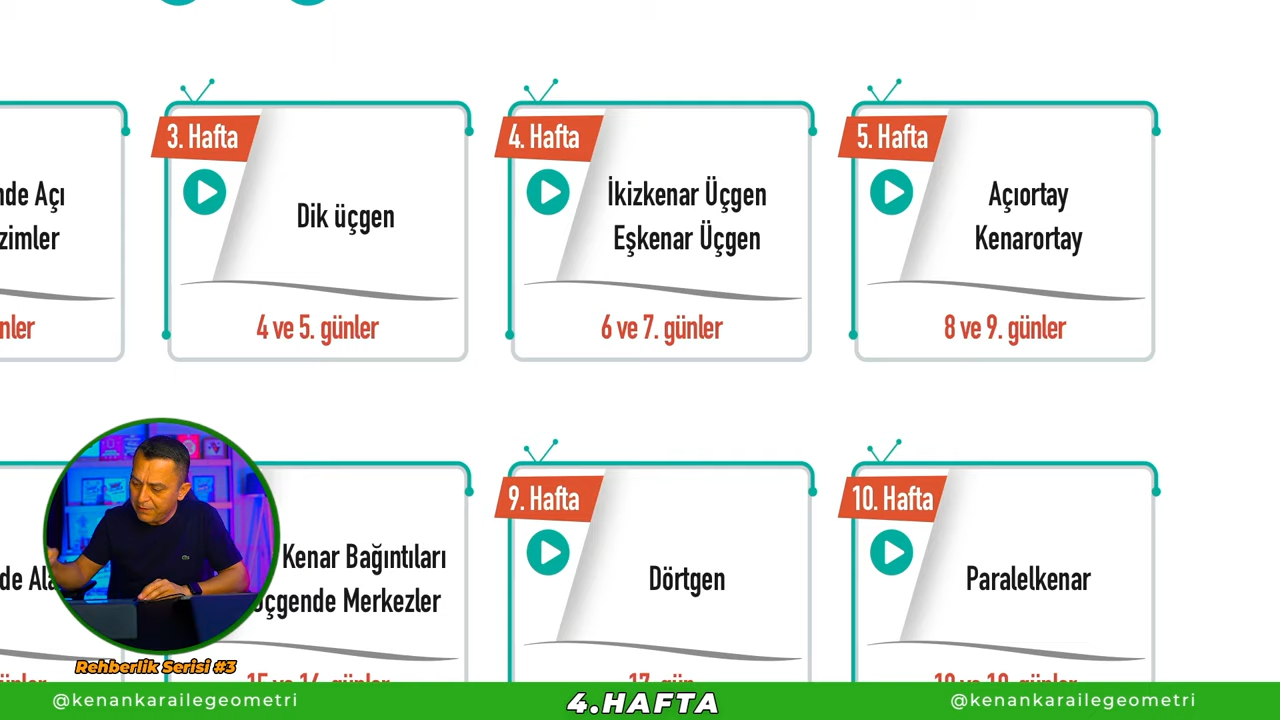 3. Hafta
4. Hafta
5. Hafta
Dik üçgen
İkizkenar Üçgen
Eşkenar Üçgen
Açıortay
Kenarortay
4 ve 5. günler
6 ve 7. günler
8 ve 9. günler
9. Hafta
10. Hafta
Kenar Bağıntıları
Merkezler
Dörtgen
Paralelkenar
Rehberlik Serisi #3
@kenankarailegeometri
4.HAFTA
@kenankarailegeometri